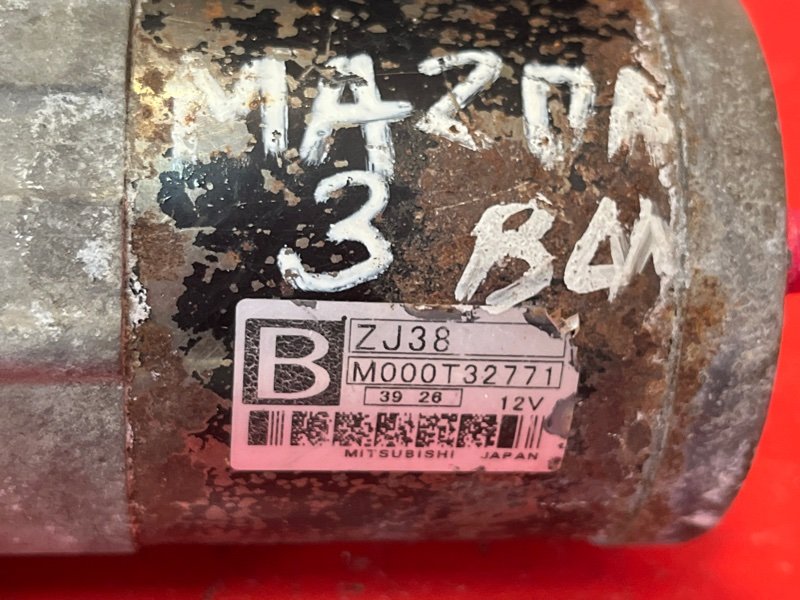 MAZDA
3 BAN
B ZJ38
M000T32771
39 26 12V
MITSUBISHI JAPAN